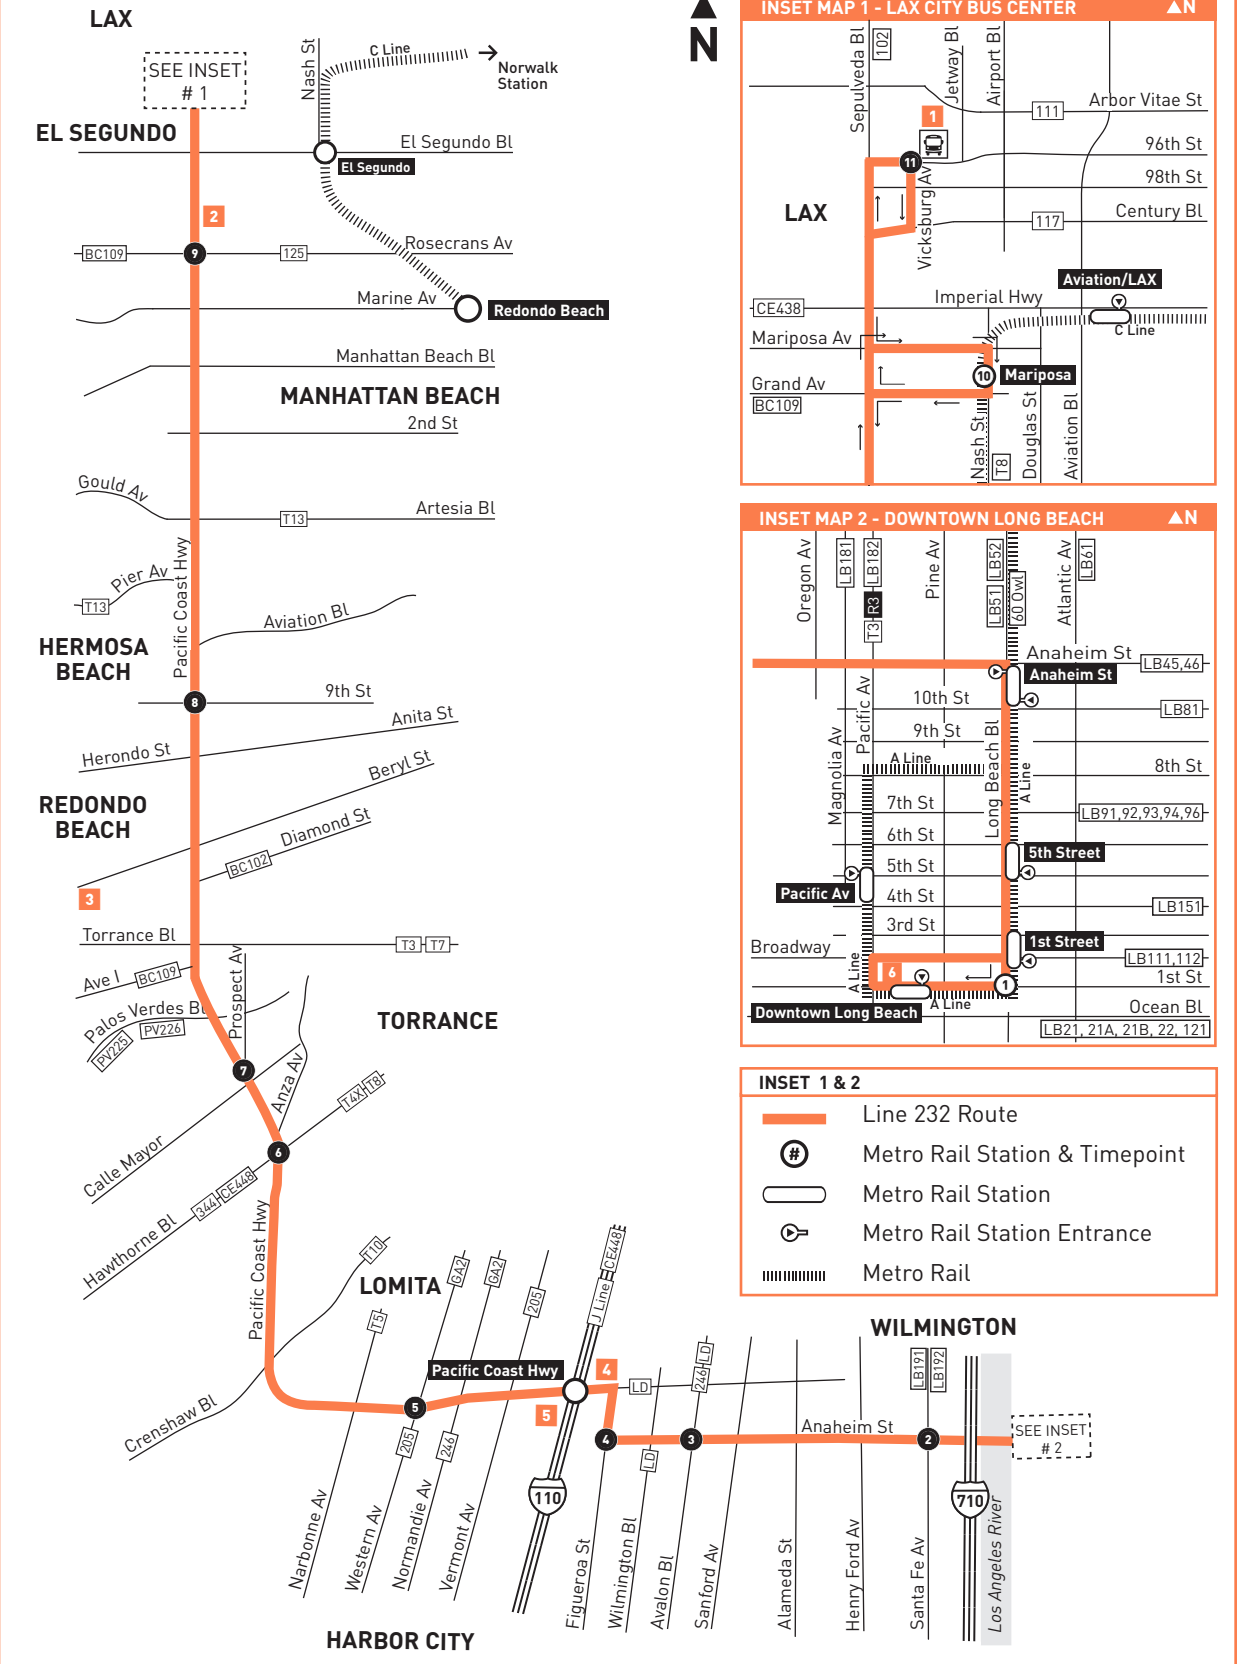 LAX
SEE INSET
# 1
Nash St
C Line
Norwalk
Station
EL SEGUNDO
El Segundo Bl
El Segundo
2
BC109
9
125
Rosecrans Av
Marine Av
Redondo Beach
Manhattan Beach Bl
MANHATTAN BEACH
2nd St
Gould Av
T13
Artesia Bl
Pacific Coast Hwy
Pier Av
T13
Aviation Bl
HERMOSA
BEACH
8
9th St
Anita St
Herondo St
Beryl St
REDONDO
BEACH
Diamond St
BC102
3
Torrance Bl
T3
T7
Prospect Av
Ave I
BC109
Palos Verdes Bl
PV226
PV225
TORRANCE
7
Anza Av
T4X
T8
6
Calle Mayor
344
CE448
Hawthorne Bl
Pacific Coast Hwy
T10
LOMITA
T5
GA2
GA2
205
J Line
CE448
Crenshaw Bl
Pacific Coast Hwy
4
5
5
LD
246
LD
205
246
4
LD
3
Anaheim St
2
WILMINGTON
LB191
LB192
SEE INSET
# 2
110
710
Narbonne Av
Western Av
Normandie Av
Vermont Av
Figueroa St
Wilmington Bl
Avalon Bl
Sanford Av
Alameda St
Henry Ford Av
Santa Fe Av
Los Angeles River
HARBOR CITY
N
INSET MAP 1 - LAX CITY BUS CENTER
N
Sepulveda Bl
102
Jetway Bl
Airport Bl
111
Arbor Vitae St
1
11
96th St
98th St
LAX
Vicksburg Av
117
Century Bl
Aviation/LAX
CE438
Imperial Hwy
C Line
Mariposa Av
10
Mariposa
Grand Av
BC109
Nash St
T8
Douglas St
Aviation Bl
INSET MAP 2 - DOWNTOWN LONG BEACH
N
Oregon Av
LB181
LB182
R3
T3
Pine Av
LB52
LB51
60 Owl
Atlantic Av
LB61
Anaheim St
LB45,46
Anaheim St
Magnolia Av
Pacific Av
10th St
LB81
9th St
Long Beach Bl
A Line
A Line
8th St
7th St
LB91,92,93,94,96
6th St
5th Street
5th St
Pacific Av
4th St
LB151
3rd St
1st Street
Broadway
LB111,112
A Line
6
1
1st St
A Line
Downtown Long Beach
Ocean Bl
LB21, 21A, 21B, 22, 121
INSET 1 & 2
Line 232 Route
#
Metro Rail Station & Timepoint
Metro Rail Station
Metro Rail Station Entrance
Metro Rail